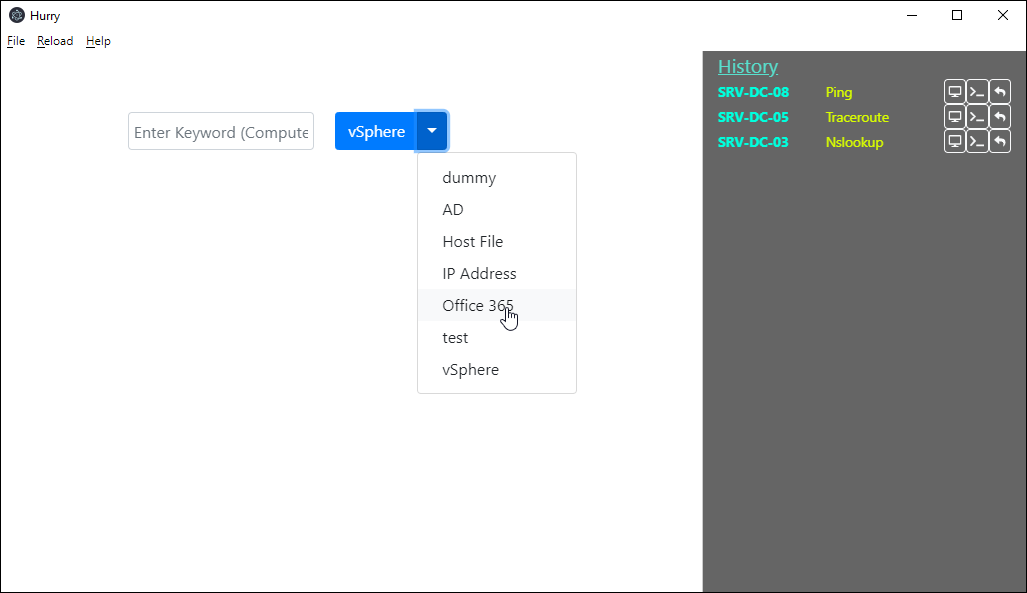 Hurry
File Reload Help
Enter Keyword (Compute
vSphere
dummy
AD
Host File
IP Address
Office 365
test
vSphere
History
SRV-DC-08 Ping
SRV-DC-05 Traceroute
SRV-DC-03 Nslookup